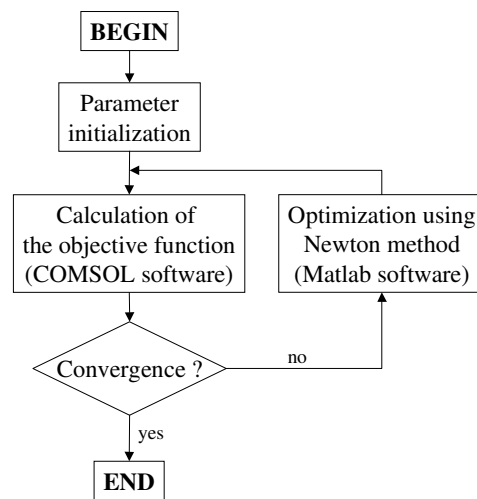 BEGIN
Parameter
initialization
Calculation of
the objective function
(COMSOL software)
Optimization using
Newton method
(Matlab software)
Convergence ?
no
yes
END